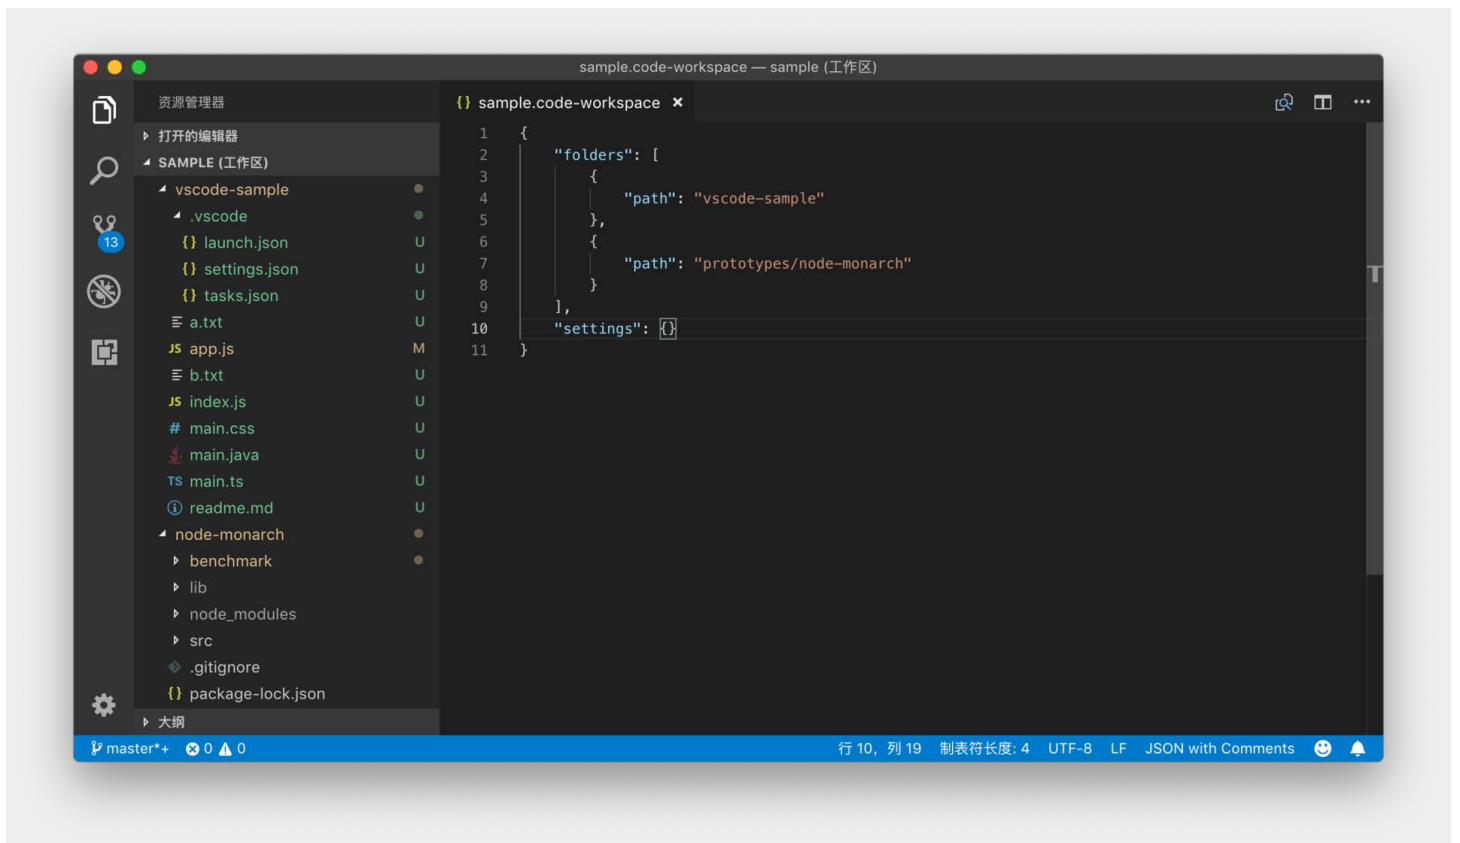 sample.code-workspace — sample (工作区)
资源管理器
打开的编辑器
SAMPLE (工作区)
vscode-sample
.vscode
{} launch.json U
{} settings.json U
{} tasks.json U
a.txt U
JS app.js M
b.txt U
JS index.js U
# main.css U
main.java U
TS main.ts U
readme.md U
node-monarch
benchmark
lib
node_modules
src
.gitignore
{} package-lock.json
大纲
13
{} sample.code-workspace ×
1 {
2 "folders": [
3 {
4 "path": "vscode-sample"
5 },
6 {
7 "path": "prototypes/node-monarch"
8 }
9 ],
10 "settings": {}
11 }
master*+ 0 0 行 10，列 19 制表符长度: 4 UTF-8 LF JSON with Comments